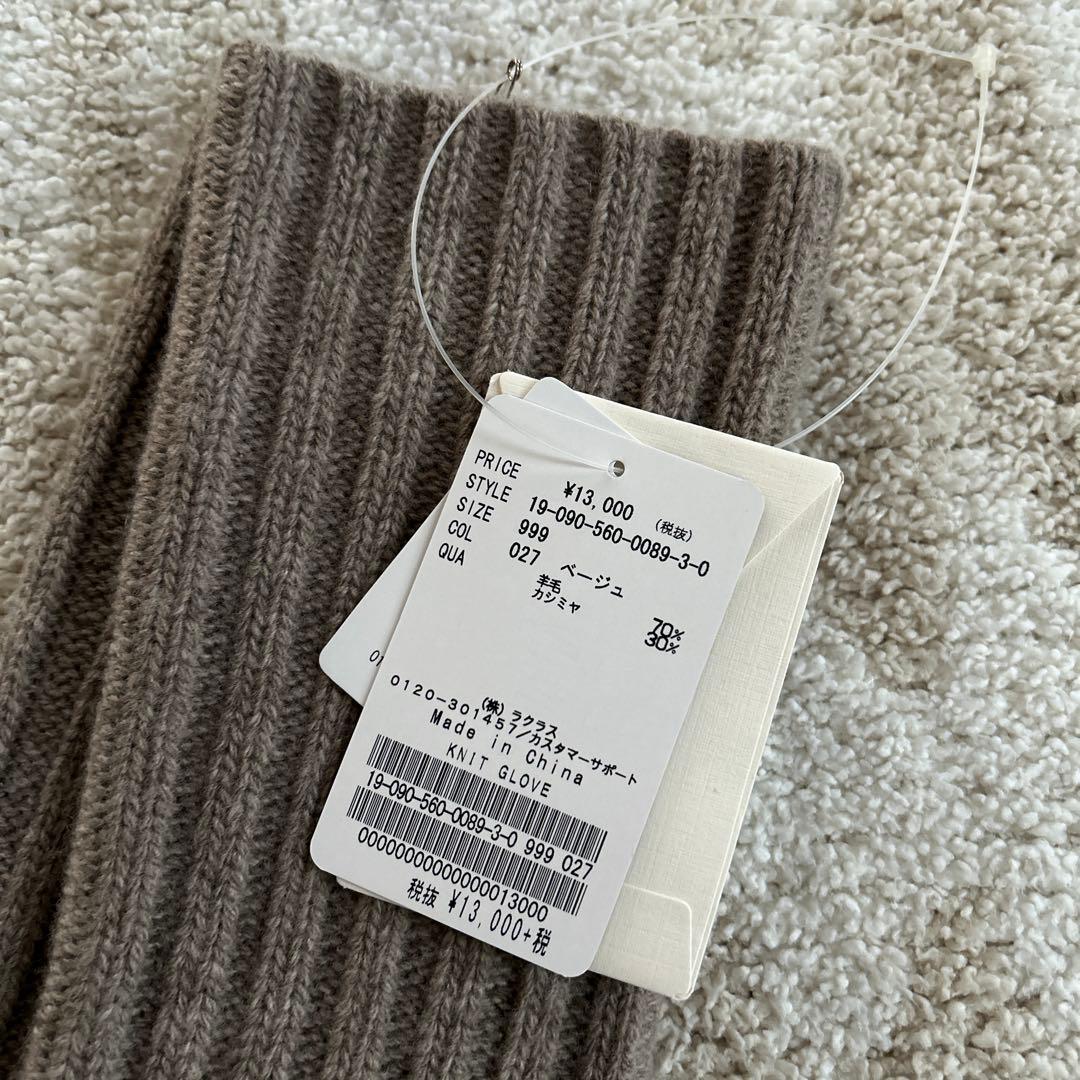 PRICE ¥13,000 (税抜)
STYLE 19-090-560-0089-3-0
SIZE 999
COL 027 ベージュ
QUA 羊毛 70%
カシミヤ 30%
(株)ラクラス
0120-301457/カスタマーサポート
Made in China
KNIT GLOVE
19-090-560-0089-3-0 999 027
0000000000000013000
税抜 ¥13,000+税